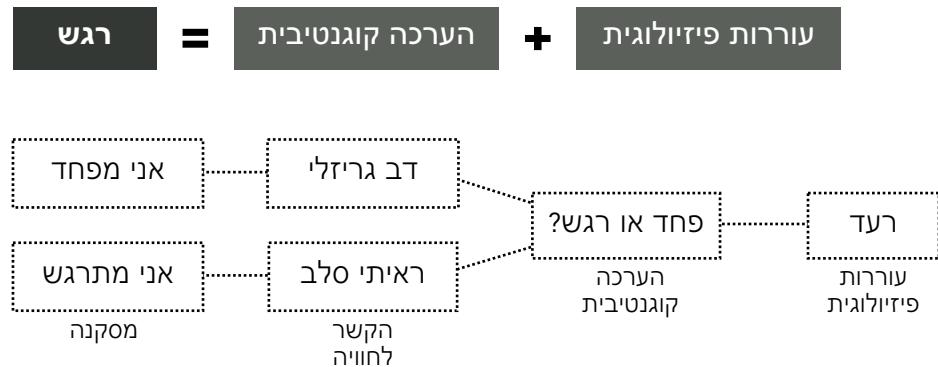 עוררות פיזיולוגית + הערכה קוגנטיבית = רגש
דב גריזלי
אני מפחד
רעד
פחד או רגש?
ראיתי סלב
אני מתרגש
עוררות
פיזיולוגית
הערכה
קוגנטיבית
הקשר
לחוויה
מסקנה